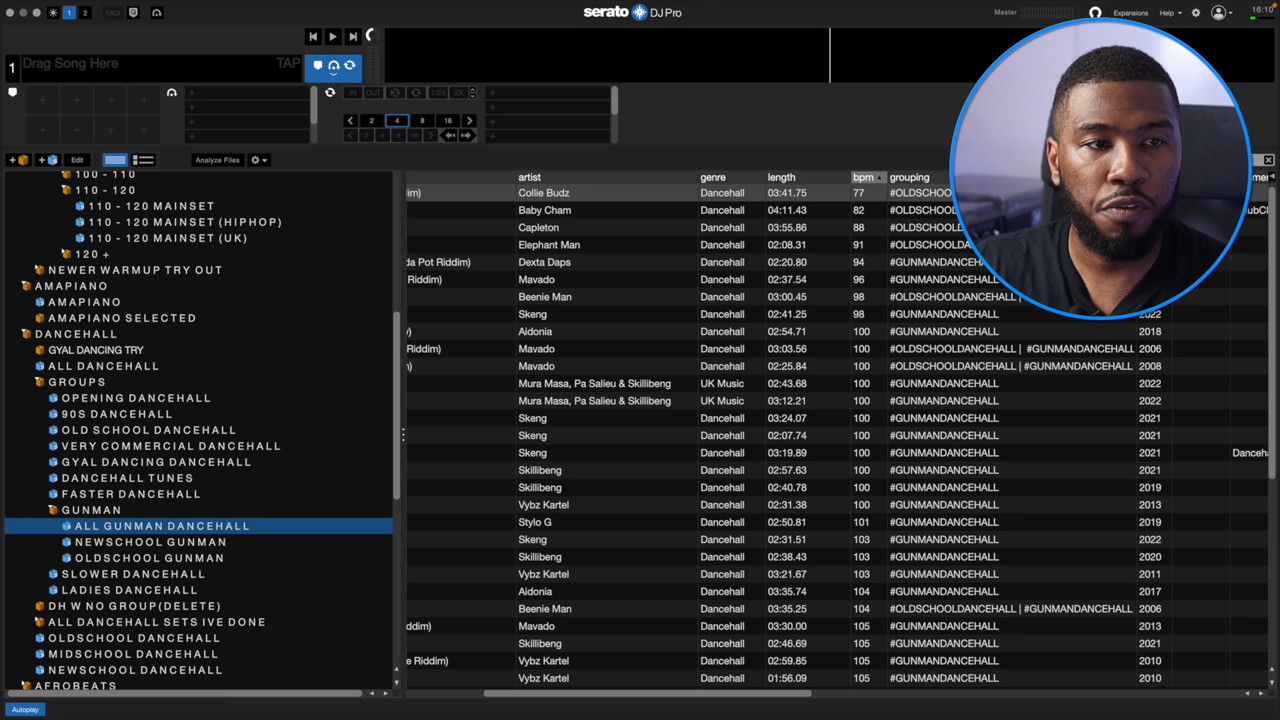 1 2 MIDI serato DJ Pro Master Expansions Help 16:10
1 Drag Song Here TAP
IN OUT 1/2X 2X
2 4 8 16
2 4 8 16
Edit Analyze Files
100 - 110
110 - 120
110 - 120 MAINSET
110 - 120 MAINSET (HIPHOP)
110 - 120 MAINSET (UK)
120 +
NEWER WARMUP TRY OUT
AMAPIANO
AMAPIANO
AMAPIANO SELECTED
DANCEHALL
GYAL DANCING TRY
ALL DANCEHALL
GROUPS
OPENING DANCEHALL
90S DANCEHALL
OLD SCHOOL DANCEHALL
VERY COMMERCIAL DANCEHALL
GYAL DANCING DANCEHALL
DANCEHALL TUNES
FASTER DANCEHALL
GUNMAN
ALL GUNMAN DANCEHALL
NEWSCHOOL GUNMAN
OLDSCHOOL GUNMAN
SLOWER DANCEHALL
LADIES DANCEHALL
DH W NO GROUP(DELETE)
ALL DANCEHALL SETS IVE DONE
OLDSCHOOL DANCEHALL
MIDSCHOOL DANCEHALL
NEWSCHOOL DANCEHALL
AFROBEATS
artist genre length bpm grouping
im) Collie Budz Dancehall 03:41.75 77 #OLDSCHOO
Baby Cham Dancehall 04:11.43 82 #OLDSCHOO
Capleton Dancehall 03:55.86 88 #OLDSCHOO
Elephant Man Dancehall 02:08.31 91 #OLDSCHOOL
da Pot Riddim) Dexta Daps Dancehall 02:20.80 94 #GUNMANDA
Riddim) Mavado Dancehall 02:37.54 96 #GUNMANDANC
Beenie Man Dancehall 03:00.45 98 #OLDSCHOOLDANC
Skeng Dancehall 02:41.25 98 #GUNMANDANCEHALL 2022
) Aidonia Dancehall 02:54.71 100 #GUNMANDANCEHALL 2018
Riddim) Mavado Dancehall 03:03.56 100 #OLDSCHOOLDANCEHALL | #GUNMANDANCEHALL 2006
n) Mavado Dancehall 02:25.84 100 #OLDSCHOOLDANCEHALL | #GUNMANDANCEHALL 2008
Mura Masa, Pa Salieu & Skillibeng UK Music 02:43.68 100 #GUNMANDANCEHALL 2022
Mura Masa, Pa Salieu & Skillibeng UK Music 03:12.21 100 #GUNMANDANCEHALL 2022
Skeng Dancehall 03:24.07 100 #GUNMANDANCEHALL 2021
Skeng Dancehall 02:07.74 100 #GUNMANDANCEHALL 2021
Skeng Dancehall 03:19.89 100 #GUNMANDANCEHALL 2021 Danceh
Skillibeng Dancehall 02:57.63 100 #GUNMANDANCEHALL 2021
Skillibeng Dancehall 02:40.78 100 #GUNMANDANCEHALL 2019
Vybz Kartel Dancehall 02:31.38 100 #GUNMANDANCEHALL 2013
Stylo G Dancehall 02:50.81 101 #GUNMANDANCEHALL 2019
Skeng Dancehall 02:31.51 103 #GUNMANDANCEHALL 2022
Skillibeng Dancehall 02:38.43 103 #GUNMANDANCEHALL 2020
Vybz Kartel Dancehall 03:21.67 103 #GUNMANDANCEHALL 2011
Aidonia Dancehall 03:35.74 104 #GUNMANDANCEHALL 2017
Beenie Man Dancehall 03:35.25 104 #OLDSCHOOLDANCEHALL | #GUNMANDANCEHALL 2006
ddim) Mavado Dancehall 03:30.00 105 #GUNMANDANCEHALL 2013
Skillibeng Dancehall 02:46.69 105 #GUNMANDANCEHALL 2021
e Riddim) Vybz Kartel Dancehall 02:59.85 105 #GUNMANDANCEHALL 2010
Vybz Kartel Dancehall 01:56.09 105 #GUNMANDANCEHALL 2010
Autoplay